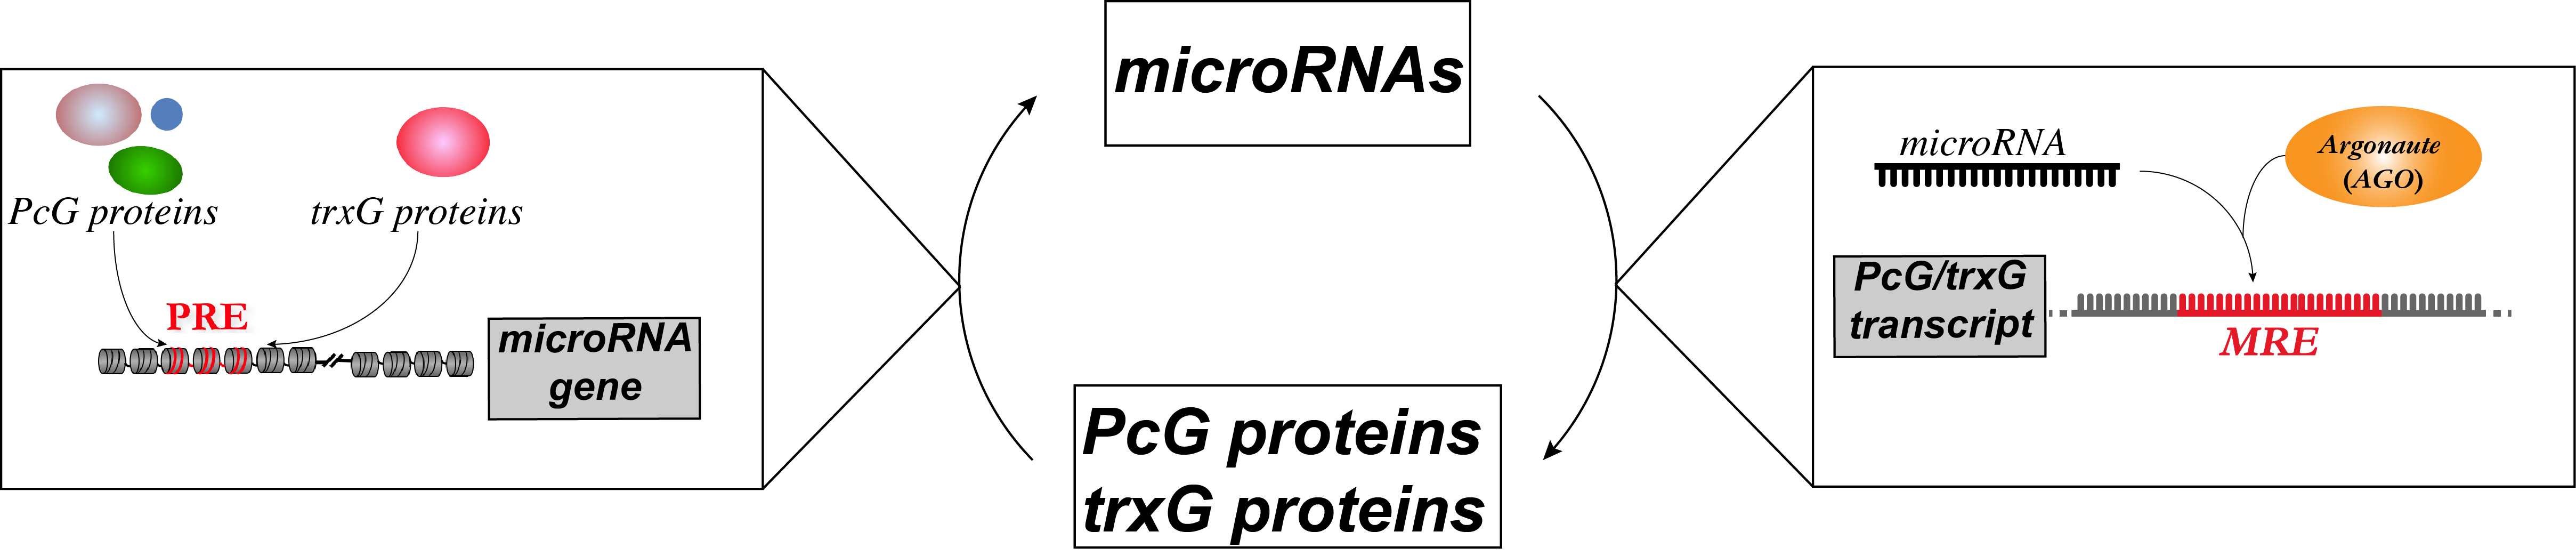 microRNAs
PcG proteins
trxG proteins
PRE
microRNA
gene
microRNA
Argonaute
(AGO)
PcG/trxG
transcript
MRE
PcG proteins
trxG proteins